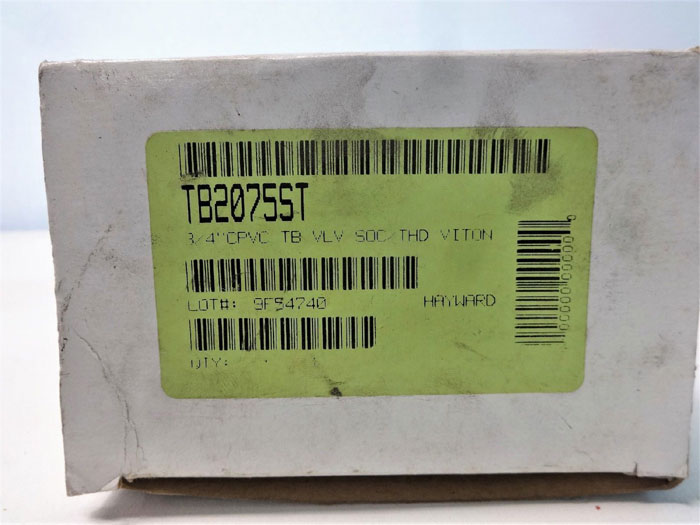 TB2075ST
3/4"CPVC TB VLV SOC/THD VITON
LOT#: 9F54740 HAYWARD
QTY: